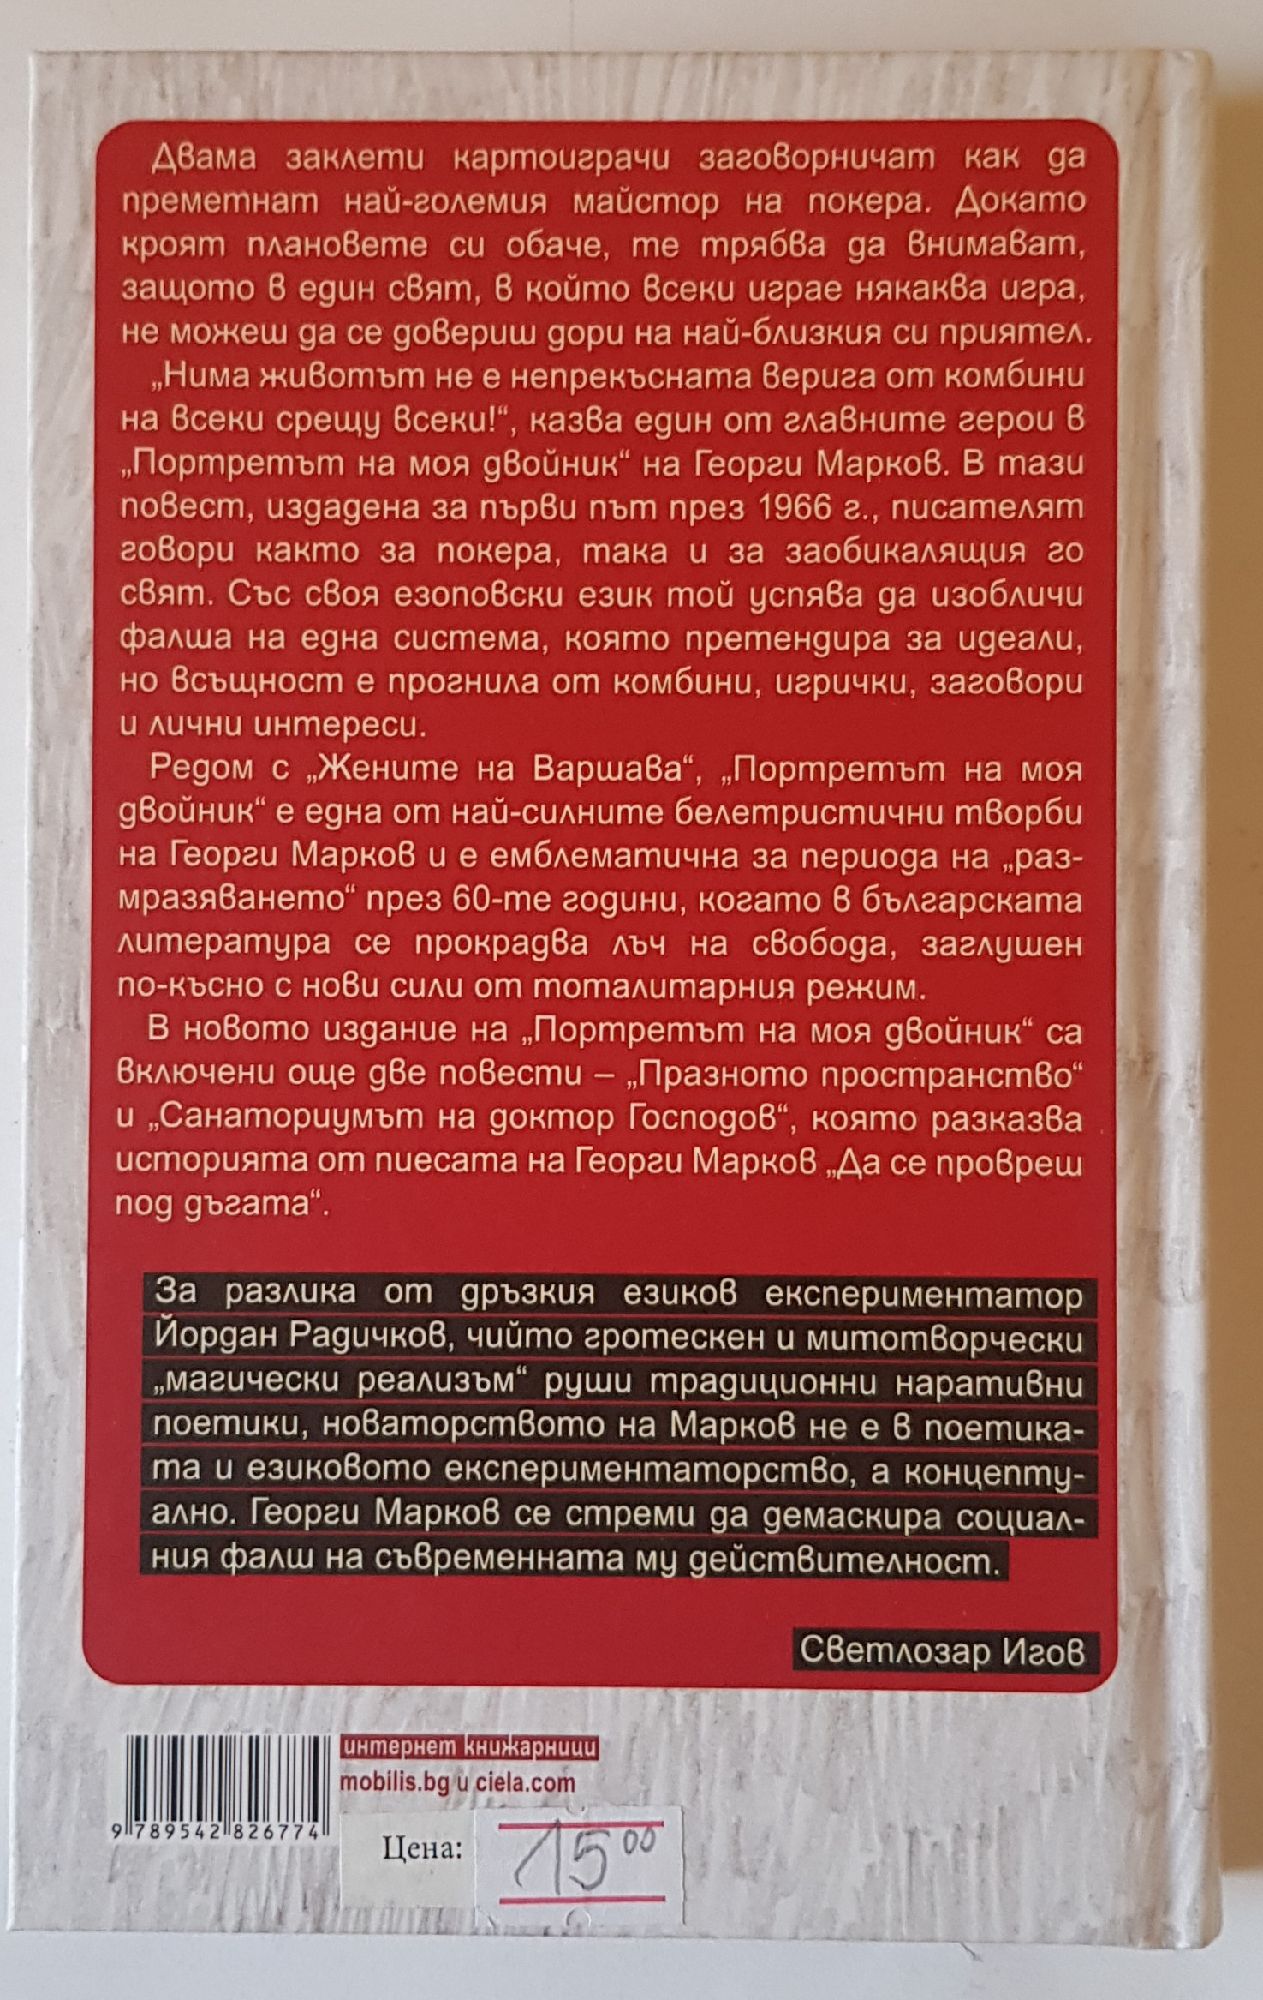 Двама заклети картоиграчи заговорничат как да
преметнат най-големия майстор на покера. Докато
кроят плановете си обаче, те трябва да внимават,
защото в един свят, в който всеки играе някаква игра,
не можеш да се довериш дори на най-близкия си приятел.
„Нима животът не е непрекъсната верига от комбини
на всеки срещу всеки!“, казва един от главните герои в
„Портретът на моя двойник“ на Георги Марков. В тази
повест, издадена за първи път през 1966 г., писателят
говори както за покера, така и за заобикалящия го
свят. Със своя езоповски език той успява да изобличи
фалша на една система, която претендира за идеали,
но всъщност е прогнила от комбини, игрички, заговори
и лични интереси.
Редом с „Жените на Варшава“, „Портретът на моя
двойник“ е една от най-силните белетристични творби
на Георги Марков и е емблематична за периода на „раз-
мразяването“ през 60-те години, когато в българската
литература се прокрадва лъч на свобода, заглушен
по-късно с нови сили от тоталитарния режим.
В новото издание на „Портретът на моя двойник“ са
включени още две повести – „Празното пространство“
и „Санаториумът на доктор Господов“, която разказва
историята от пиесата на Георги Марков „Да се провреш
под дъгата“.
За разлика от дръзкия езиков експериментатор
Йордан Радичков, чийто гротескен и митотворчески
„магически реализъм“ руши традиционни наративни
поетики, новаторството на Марков не е в поетика-
та и езиковото експериментаторство, а концепту-
ално. Георги Марков се стреми да демаскира социал-
ния фалш на съвременната му действителност.
Светлозар Игов
интернет книжарници
mobilis.bg и ciela.com
9 789542 826774
Цена: 15 00